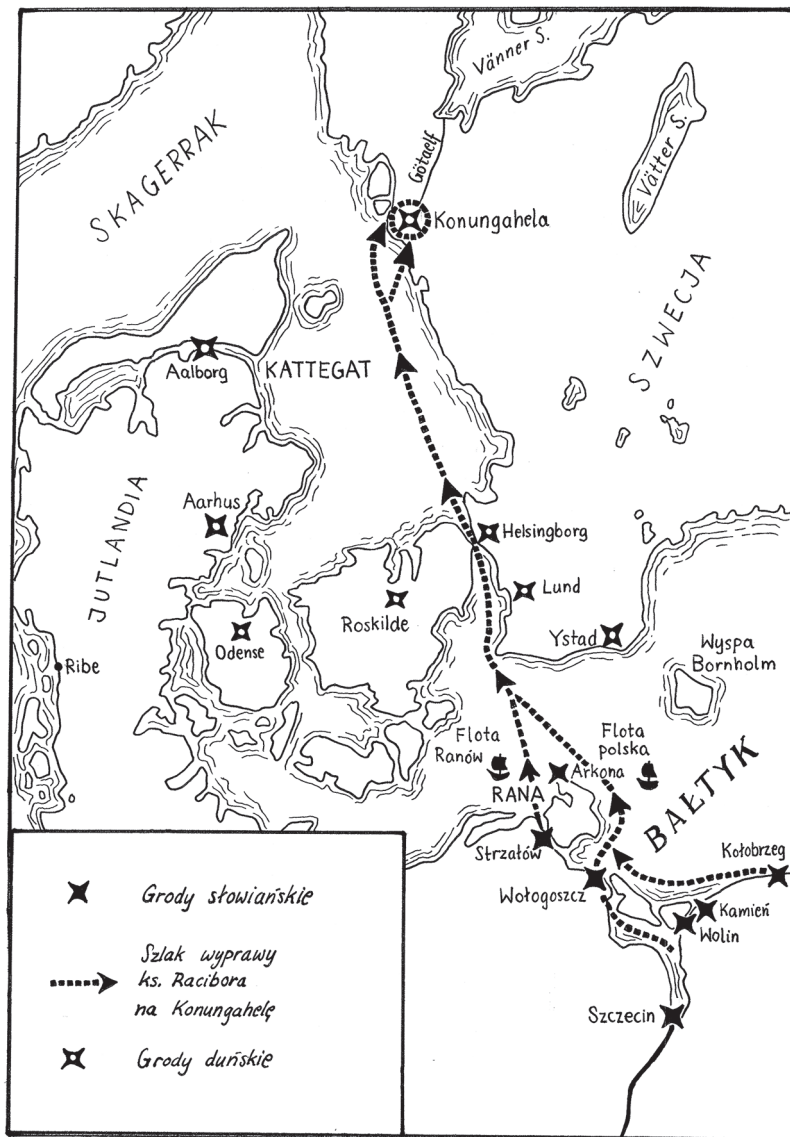 Vänner S.
SKAGERRAK
Götaelf
Vätter S.
Konungahela
SZWECJA
Aalborg
KATTEGAT
JUTLANDIA
Aarhus
Helsingborg
Lund
Roskilde
Odense
Ystad
Ribe
Wyspa
Bornholm
Flota
Ranów
Flota
polska
Arkona
RANA
BAŁTYK
Strzałów
Kołobrzeg
Wołogoszcz
Kamień
Wolin
Szczecin
Grody słowiańskie
Szlak wyprawy
ks. Racibora
na Konungahelę
Grody duńskie